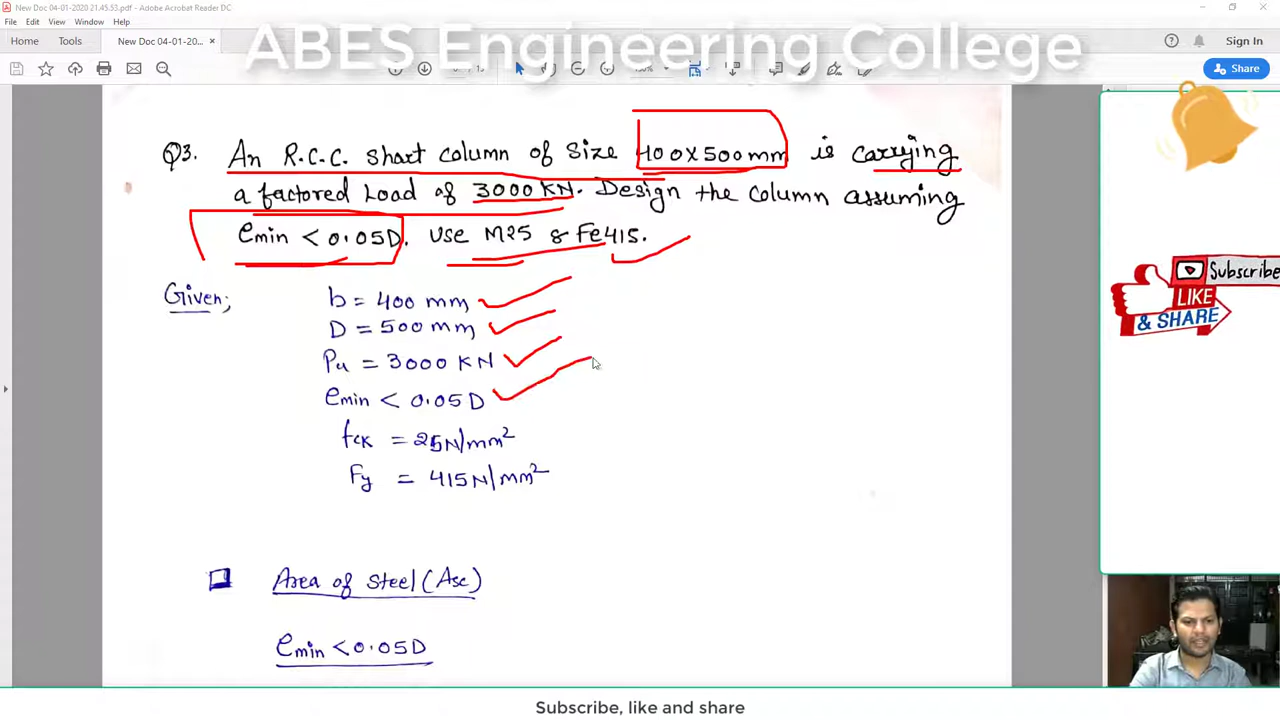 New Doc 04-01-2020 21.45.53.pdf - Adobe Acrobat Reader DC
File Edit View Window Help
Home Tools New Doc 04-01-20... × Sign In
ABES Engineering College
Share
Q3. An R.C.C. short column of Size 400X500mm is carrying
a factored Load of 3000 KN. Design the column assuming
emin < 0.05D. Use M25 & Fe415.
Given;
b = 400 mm
D = 500 mm
Pu = 3000 KN
emin < 0.05D
fck = 25N/mm²
Fy = 415N/mm²
Area of Steel (Asc)
emin < 0.05D
Subscribe
LIKE
& SHARE
Subscribe, like and share